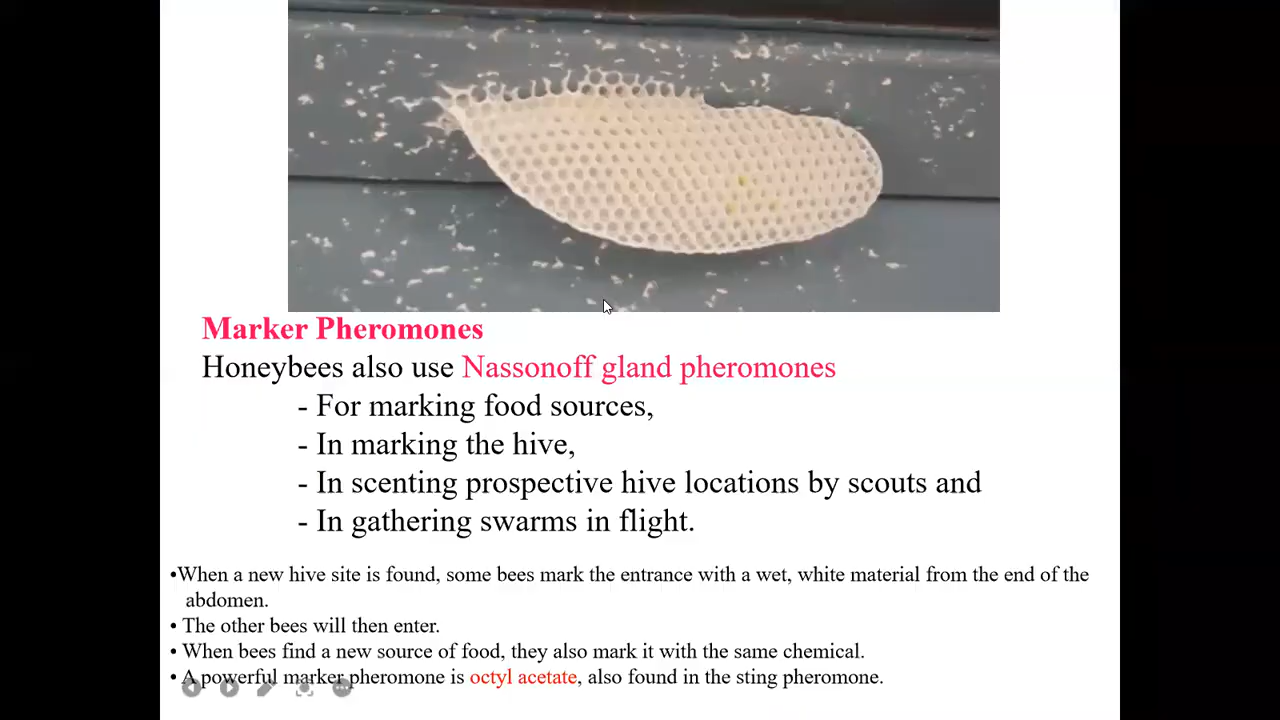 Marker Pheromones
Honeybees also use Nassonoff gland pheromones
- For marking food sources,
- In marking the hive,
- In scenting prospective hive locations by scouts and
- In gathering swarms in flight.
•When a new hive site is found, some bees mark the entrance with a wet, white material from the end of the
abdomen.
• The other bees will then enter.
• When bees find a new source of food, they also mark it with the same chemical.
• A powerful marker pheromone is octyl acetate, also found in the sting pheromone.